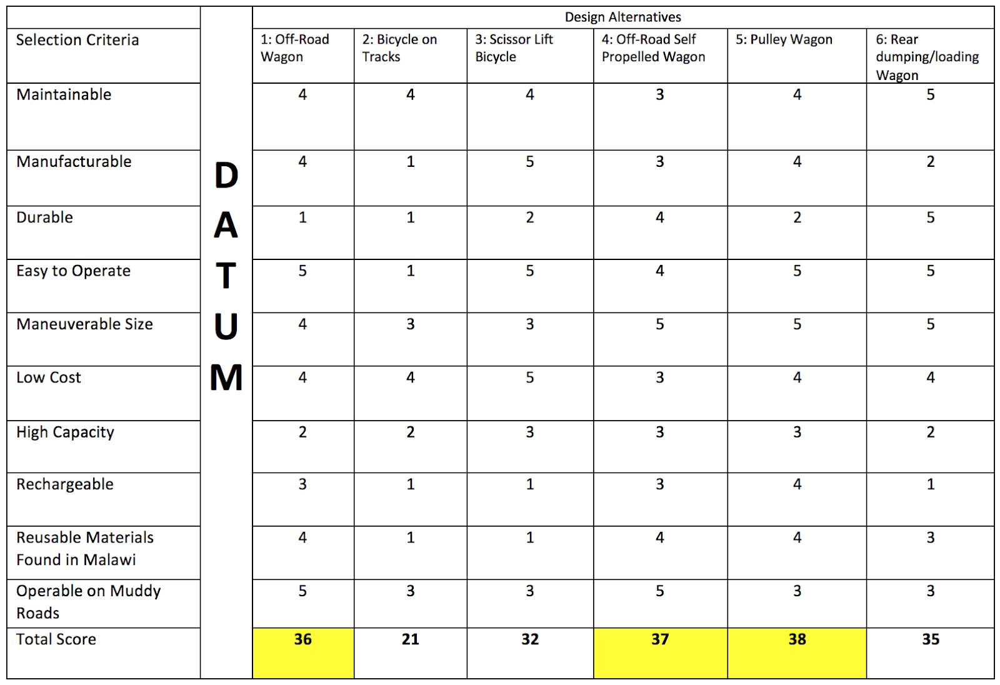 Design Alternatives
Selection Criteria
1: Off-Road
Wagon
2: Bicycle on
Tracks
3: Scissor Lift
Bicycle
4: Off-Road Self
Propelled Wagon
5: Pulley Wagon
6: Rear
dumping/loading
Wagon
DATUM
Maintainable 4 4 4 3 4 5
Manufacturable 4 1 5 3 4 2
Durable 1 1 2 4 2 5
Easy to Operate 5 1 5 4 5 5
Maneuverable Size 4 3 3 5 5 5
Low Cost 4 4 5 3 4 4
High Capacity 2 2 3 3 3 2
Rechargeable 3 1 1 3 4 1
Reusable Materials 4 1 1 4 4 3
Found in Malawi
Operable on Muddy 5 3 3 5 3 3
Roads
Total Score 36 21 32 37 38 35